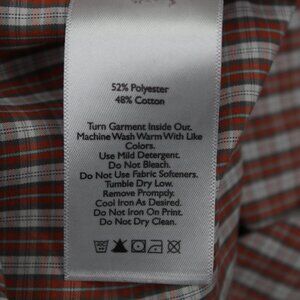 52% Polyester
48% Cotton
Turn Garment Inside Out.
Machine Wash Warm With Like
Colors.
Use Mild Detergent.
Do Not Bleach.
Do Not Use Fabric Softeners.
Tumble Dry Low.
Remove Promptly.
Cool Iron As Desired.
Do Not Iron On Print.
Do Not Dry Clean.